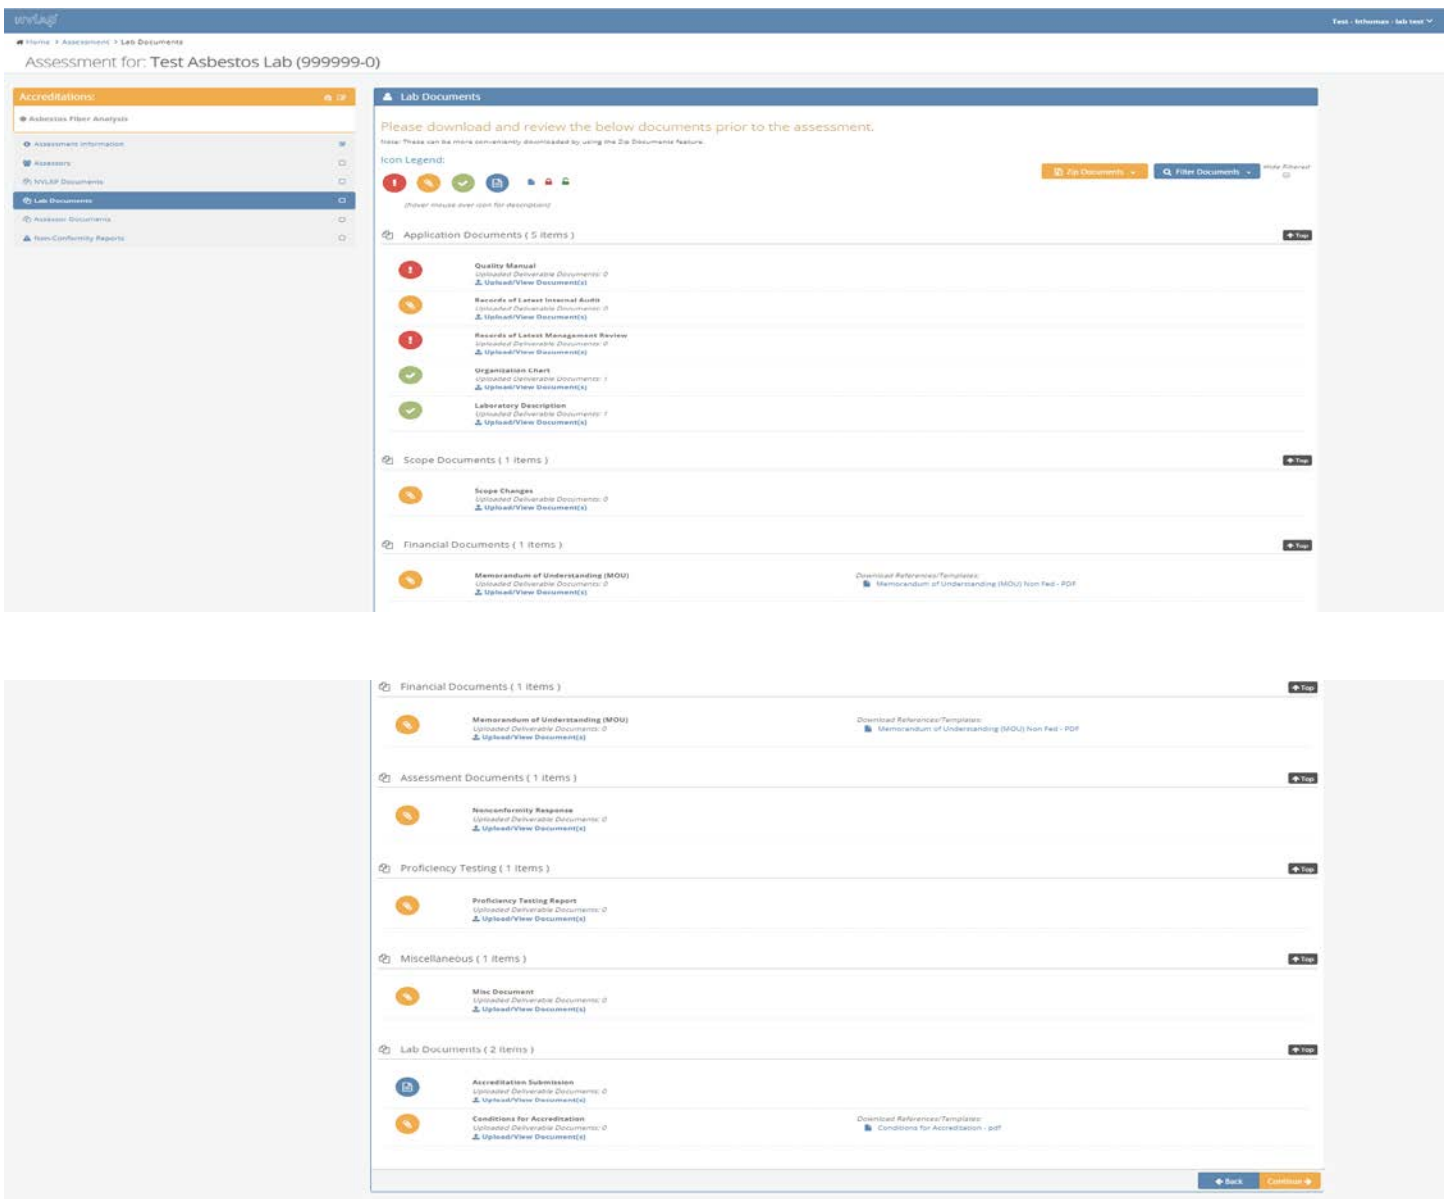 nvlap
Test - bthomas - lab test
Home > Assessment > Lab Documents
Assessment for: Test Asbestos Lab (999999-0)
Accreditations:
Asbestos Fiber Analysis
Assessment Information
Assessors
NVLAP Documents
Lab Documents
Assessor Documents
Non-Conformity Reports
Lab Documents
Please download and review the below documents prior to the assessment.
Note: These can be more conveniently downloaded by using the Zip Documents feature.
Icon Legend:
Zip Documents
Filter Documents
Hide Filtered
(hover mouse over icon for description)
Application Documents ( 5 items )
Top
Quality Manual
Uploaded Deliverable Documents: 0
Upload/View Document(s)
Records of Latest Internal Audit
Uploaded Deliverable Documents: 0
Upload/View Document(s)
Records of Latest Management Review
Uploaded Deliverable Documents: 0
Upload/View Document(s)
Organization Chart
Uploaded Deliverable Documents: 1
Upload/View Document(s)
Laboratory Description
Uploaded Deliverable Documents: 1
Upload/View Document(s)
Scope Documents ( 1 items )
Top
Scope Changes
Uploaded Deliverable Documents: 0
Upload/View Document(s)
Financial Documents ( 1 items )
Top
Memorandum of Understanding (MOU)
Uploaded Deliverable Documents: 0
Upload/View Document(s)
Download References/Templates:
Memorandum of Understanding (MOU) Non Fed - PDF
Financial Documents ( 1 items )
Top
Memorandum of Understanding (MOU)
Uploaded Deliverable Documents: 0
Upload/View Document(s)
Download References/Templates:
Memorandum of Understanding (MOU) Non Fed - PDF
Assessment Documents ( 1 items )
Top
Nonconformity Response
Uploaded Deliverable Documents: 0
Upload/View Document(s)
Proficiency Testing ( 1 items )
Top
Proficiency Testing Report
Uploaded Deliverable Documents: 0
Upload/View Document(s)
Miscellaneous ( 1 items )
Top
Misc Document
Uploaded Deliverable Documents: 0
Upload/View Document(s)
Lab Documents ( 2 items )
Top
Accreditation Submission
Uploaded Deliverable Documents: 0
Upload/View Document(s)
Conditions for Accreditation
Uploaded Deliverable Documents: 0
Upload/View Document(s)
Download References/Templates:
Conditions for Accreditation - pdf
Back
Continue